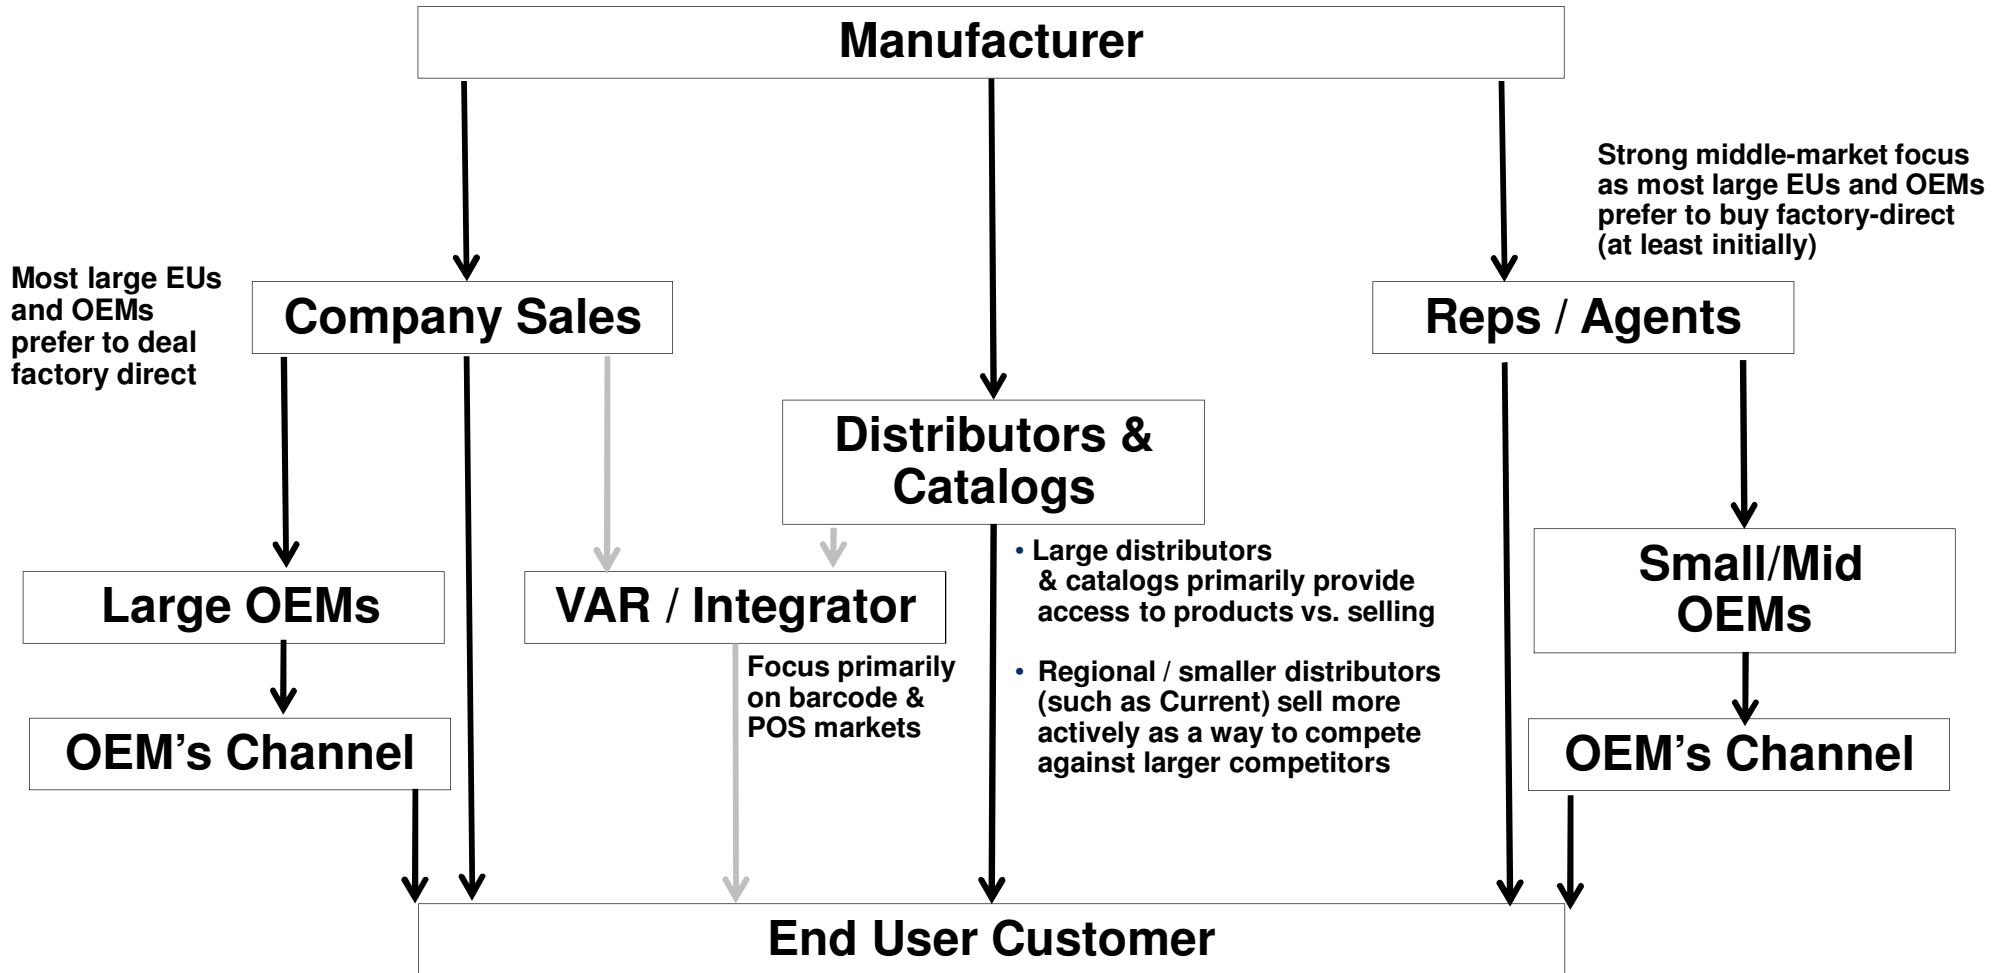 Manufacturer
Strong middle-market focus
as most large EUs and OEMs
prefer to buy factory-direct
(at least initially)
Most large EUs
and OEMs
prefer to deal
factory direct
Company Sales
Reps / Agents
Distributors &
Catalogs
• Large distributors
& catalogs primarily provide
access to products vs. selling
• Regional / smaller distributors
(such as Current) sell more
actively as a way to compete
against larger competitors
Large OEMs
VAR / Integrator
Small/Mid
OEMs
Focus primarily
on barcode &
POS markets
OEM’s Channel
OEM’s Channel
End User Customer